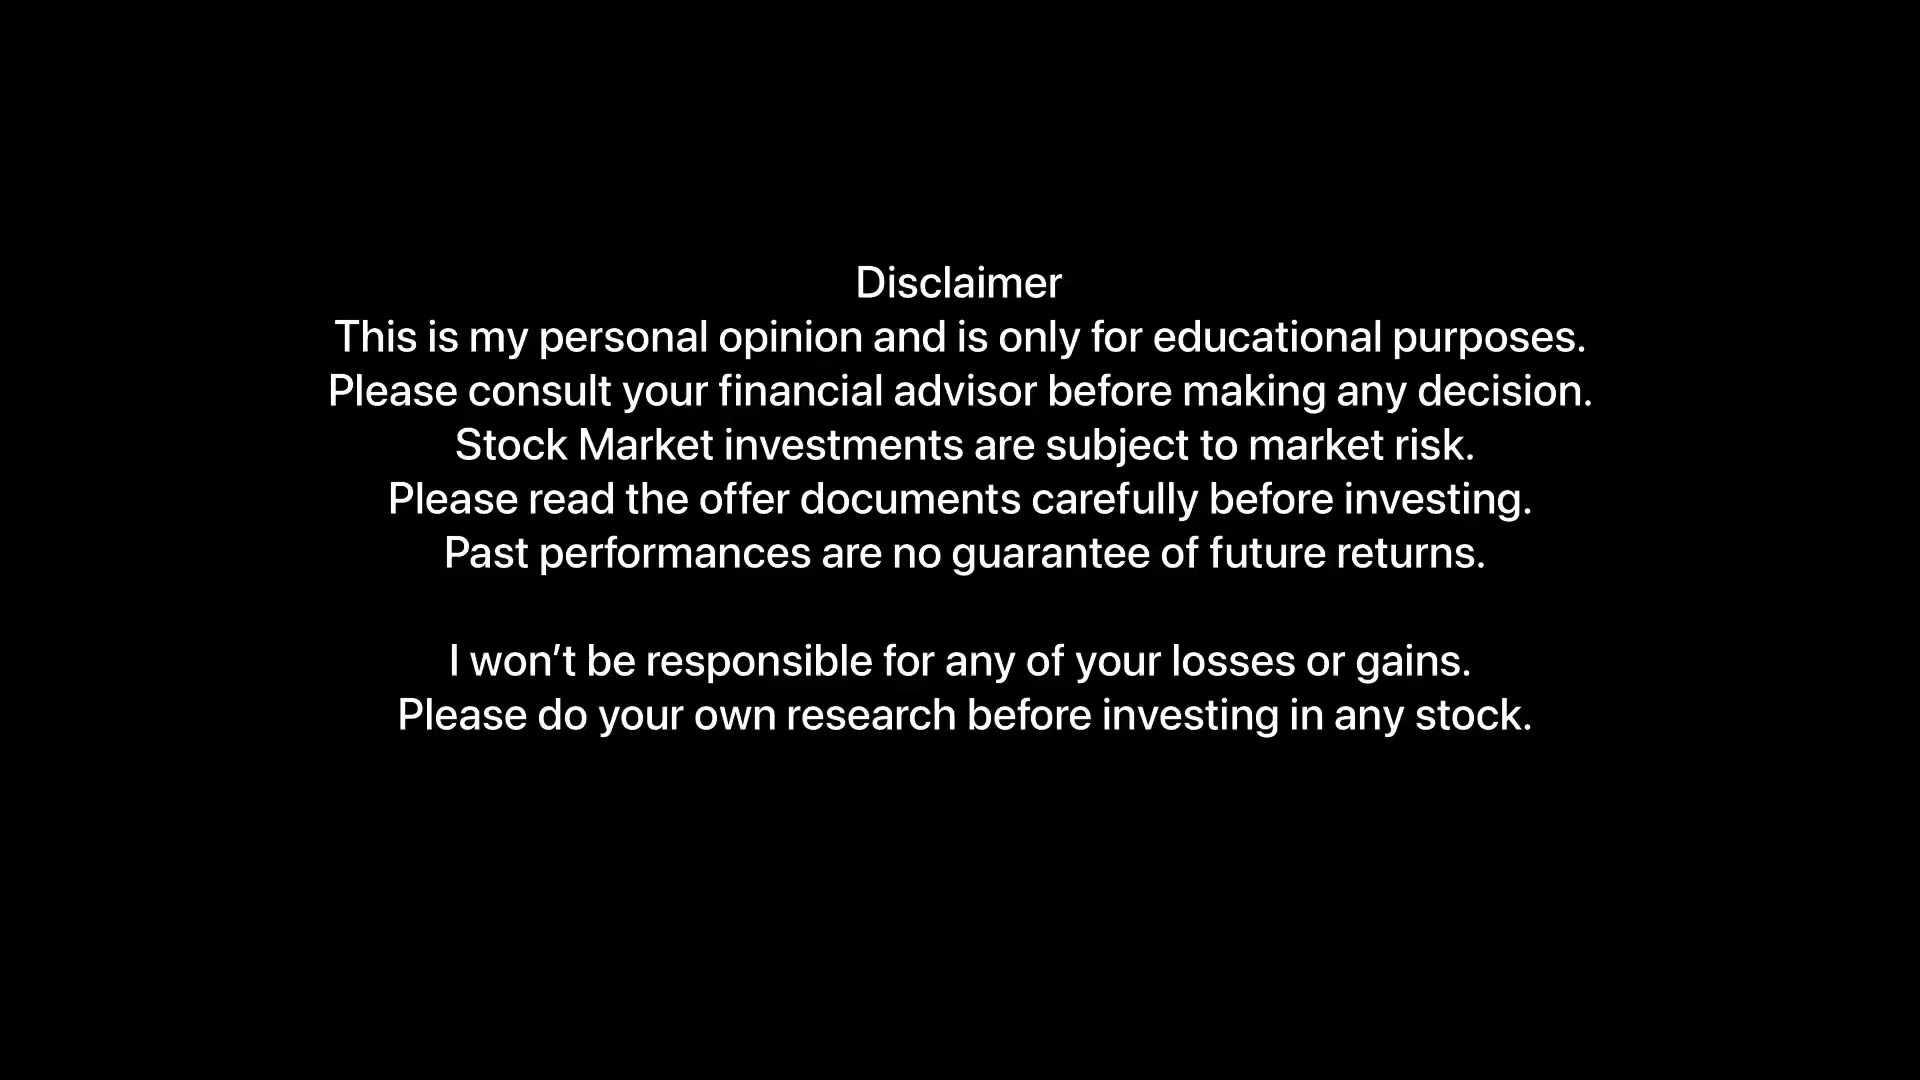 Disclaimer
This is my personal opinion and is only for educational purposes.
Please consult your financial advisor before making any decision.
Stock Market investments are subject to market risk.
Please read the offer documents carefully before investing.
Past performances are no guarantee of future returns.
I won’t be responsible for any of your losses or gains.
Please do your own research before investing in any stock.